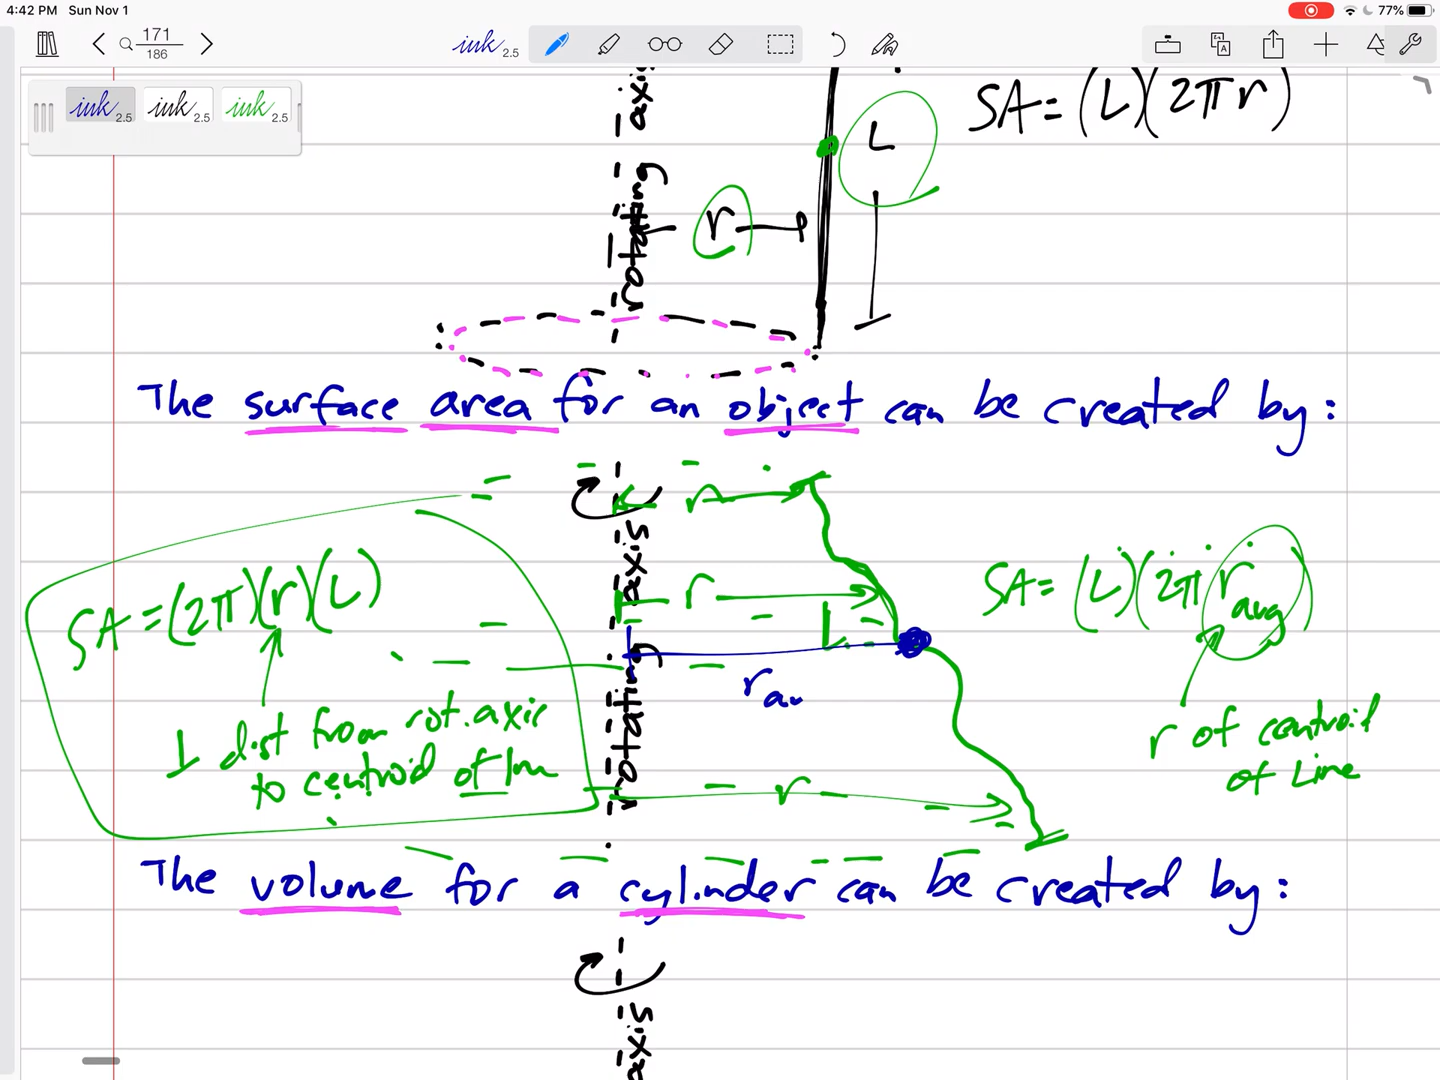 4:42 PM Sun Nov 1
77%
171
186
ink 2.5
ink 2.5
ink 2.5
ink 2.5
rotating axis
r
L
SA = (L)(2πr)
The surface area for an object can be created by:
rotating axis
r
r
L
r
SA = (2π)(r)(L)
⊥ dist from rot. axis
to centroid of line
SA = (L)(2π r avg)
r of centroid
of Line
The volume for a cylinder can be created by:
axis